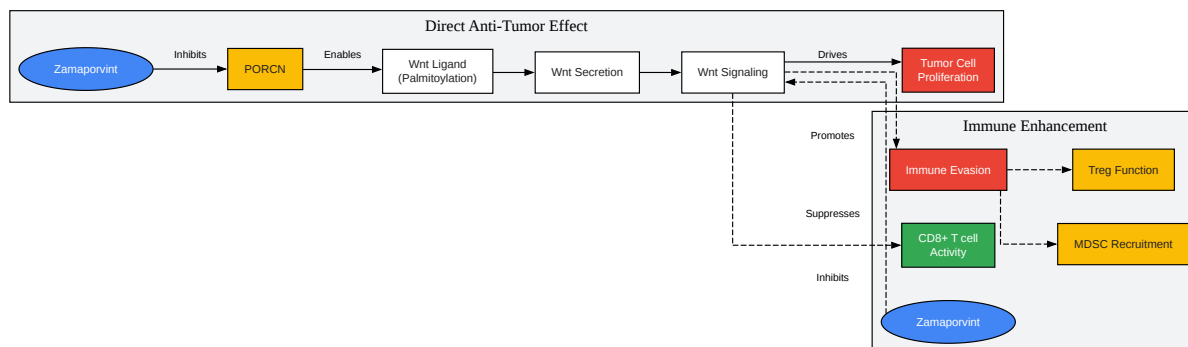 Direct Anti-Tumor Effect
Zamaporvint
Inhibits
PORCN
Enables
Wnt Ligand
(Palmitoylation)
Wnt Secretion
Wnt Signaling
Drives
Tumor Cell
Proliferation
Immune Enhancement
Promotes
Immune Evasion
Treg Function
Suppresses
CD8+ T cell
Activity
MDSC Recruitment
Inhibits
Zamaporvint